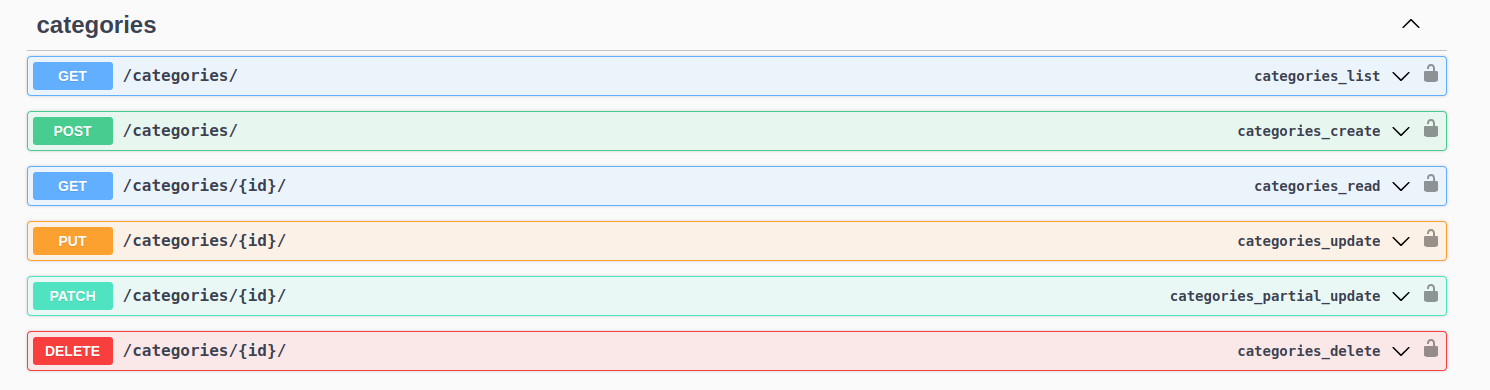 categories
GET /categories/ categories_list
POST /categories/ categories_create
GET /categories/{id}/ categories_read
PUT /categories/{id}/ categories_update
PATCH /categories/{id}/ categories_partial_update
DELETE /categories/{id}/ categories_delete